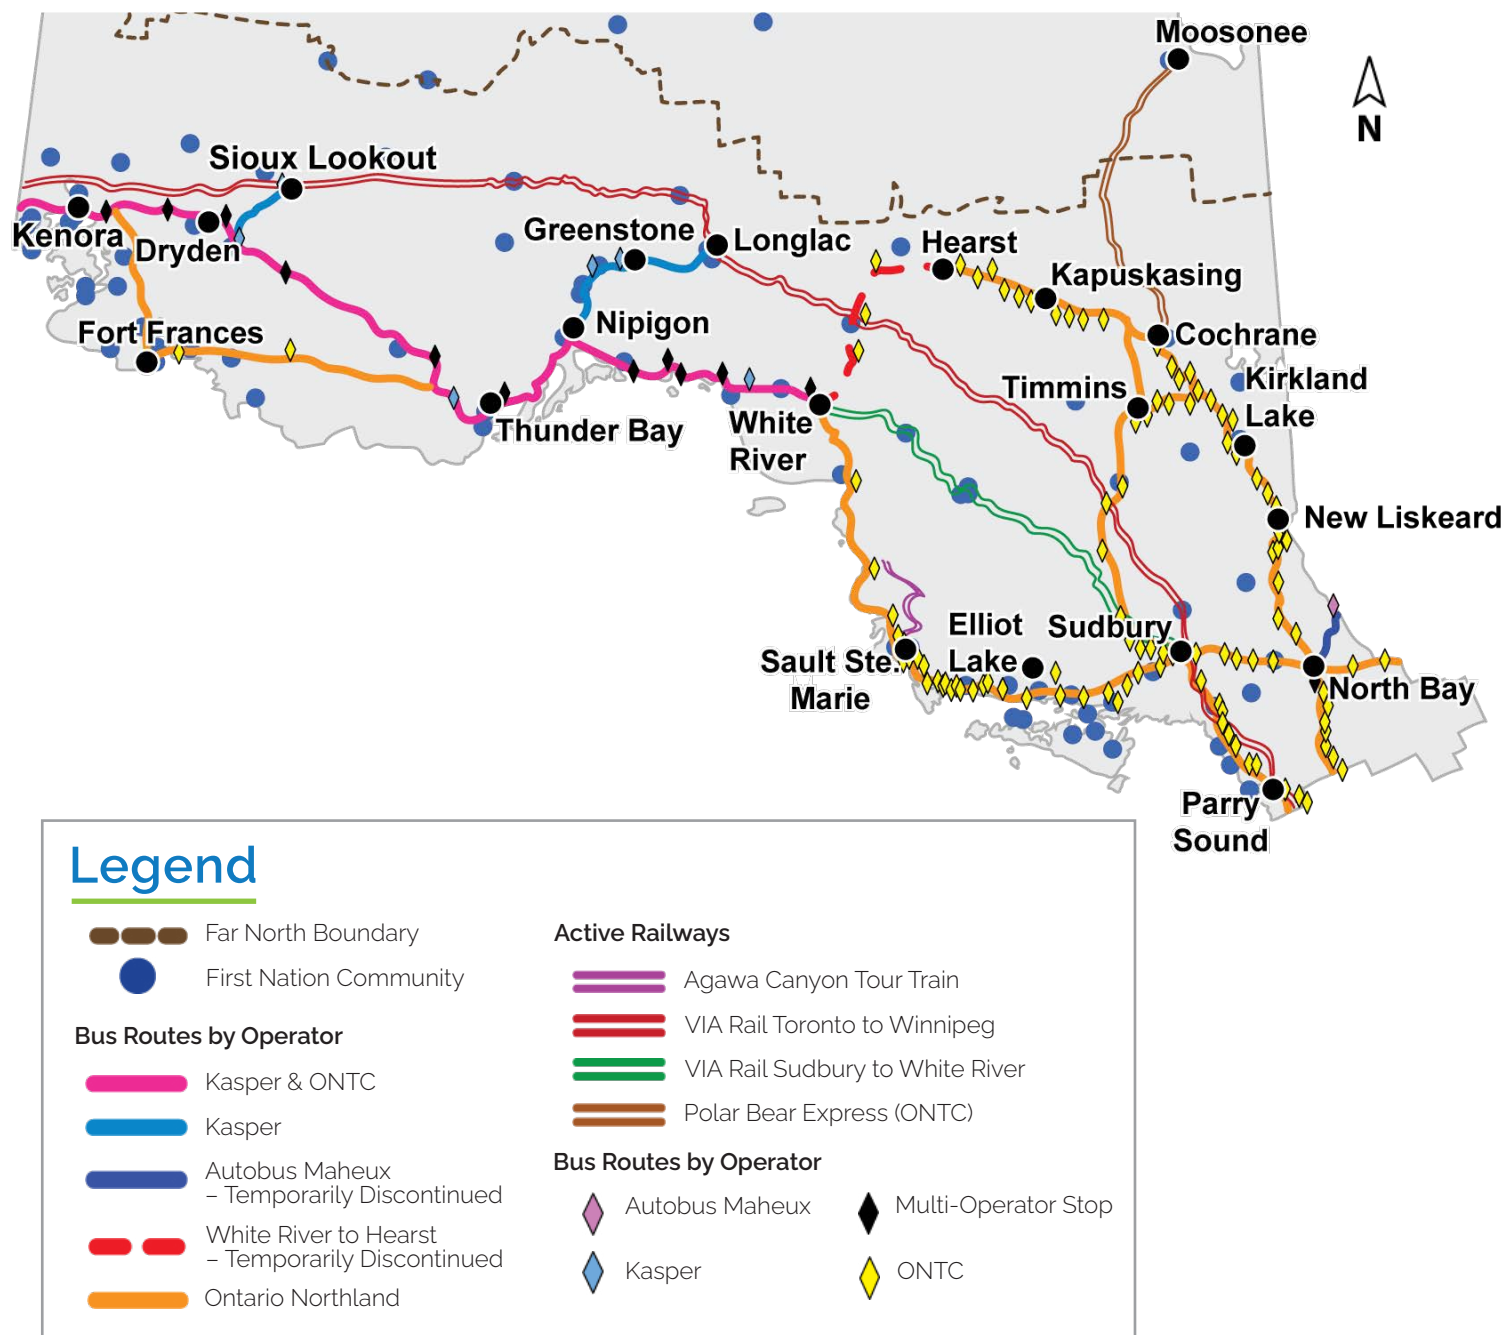 Moosonee
N
Sioux Lookout
Kenora
Dryden
Greenstone
Longlac
Hearst
Kapuskasing
Fort Frances
Nipigon
Cochrane
Timmins
Kirkland
Lake
Thunder Bay
White
River
New Liskeard
Elliot
Lake
Sudbury
Sault Ste.
Marie
North Bay
Parry
Sound
Legend
Far North Boundary
First Nation Community
Bus Routes by Operator
Kasper & ONTC
Kasper
Autobus Maheux
– Temporarily Discontinued
White River to Hearst
– Temporarily Discontinued
Ontario Northland
Active Railways
Agawa Canyon Tour Train
VIA Rail Toronto to Winnipeg
VIA Rail Sudbury to White River
Polar Bear Express (ONTC)
Bus Routes by Operator
Autobus Maheux
Kasper
Multi-Operator Stop
ONTC